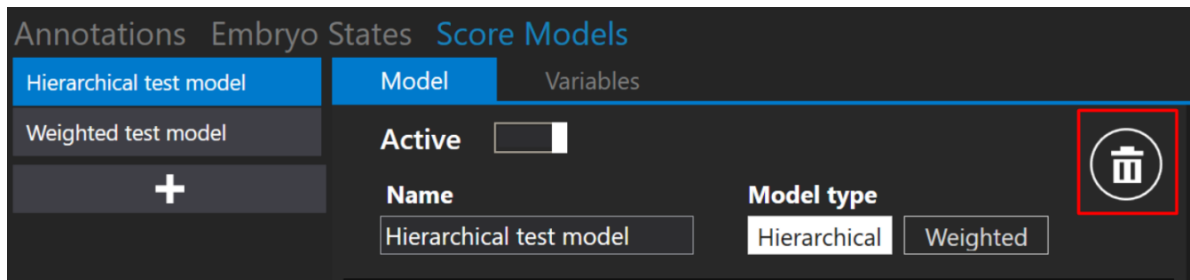 Annotations Embryo States Score Models
Hierarchical test model
Model Variables
Weighted test model
Active
Name
Model type
Hierarchical test model
Hierarchical Weighted